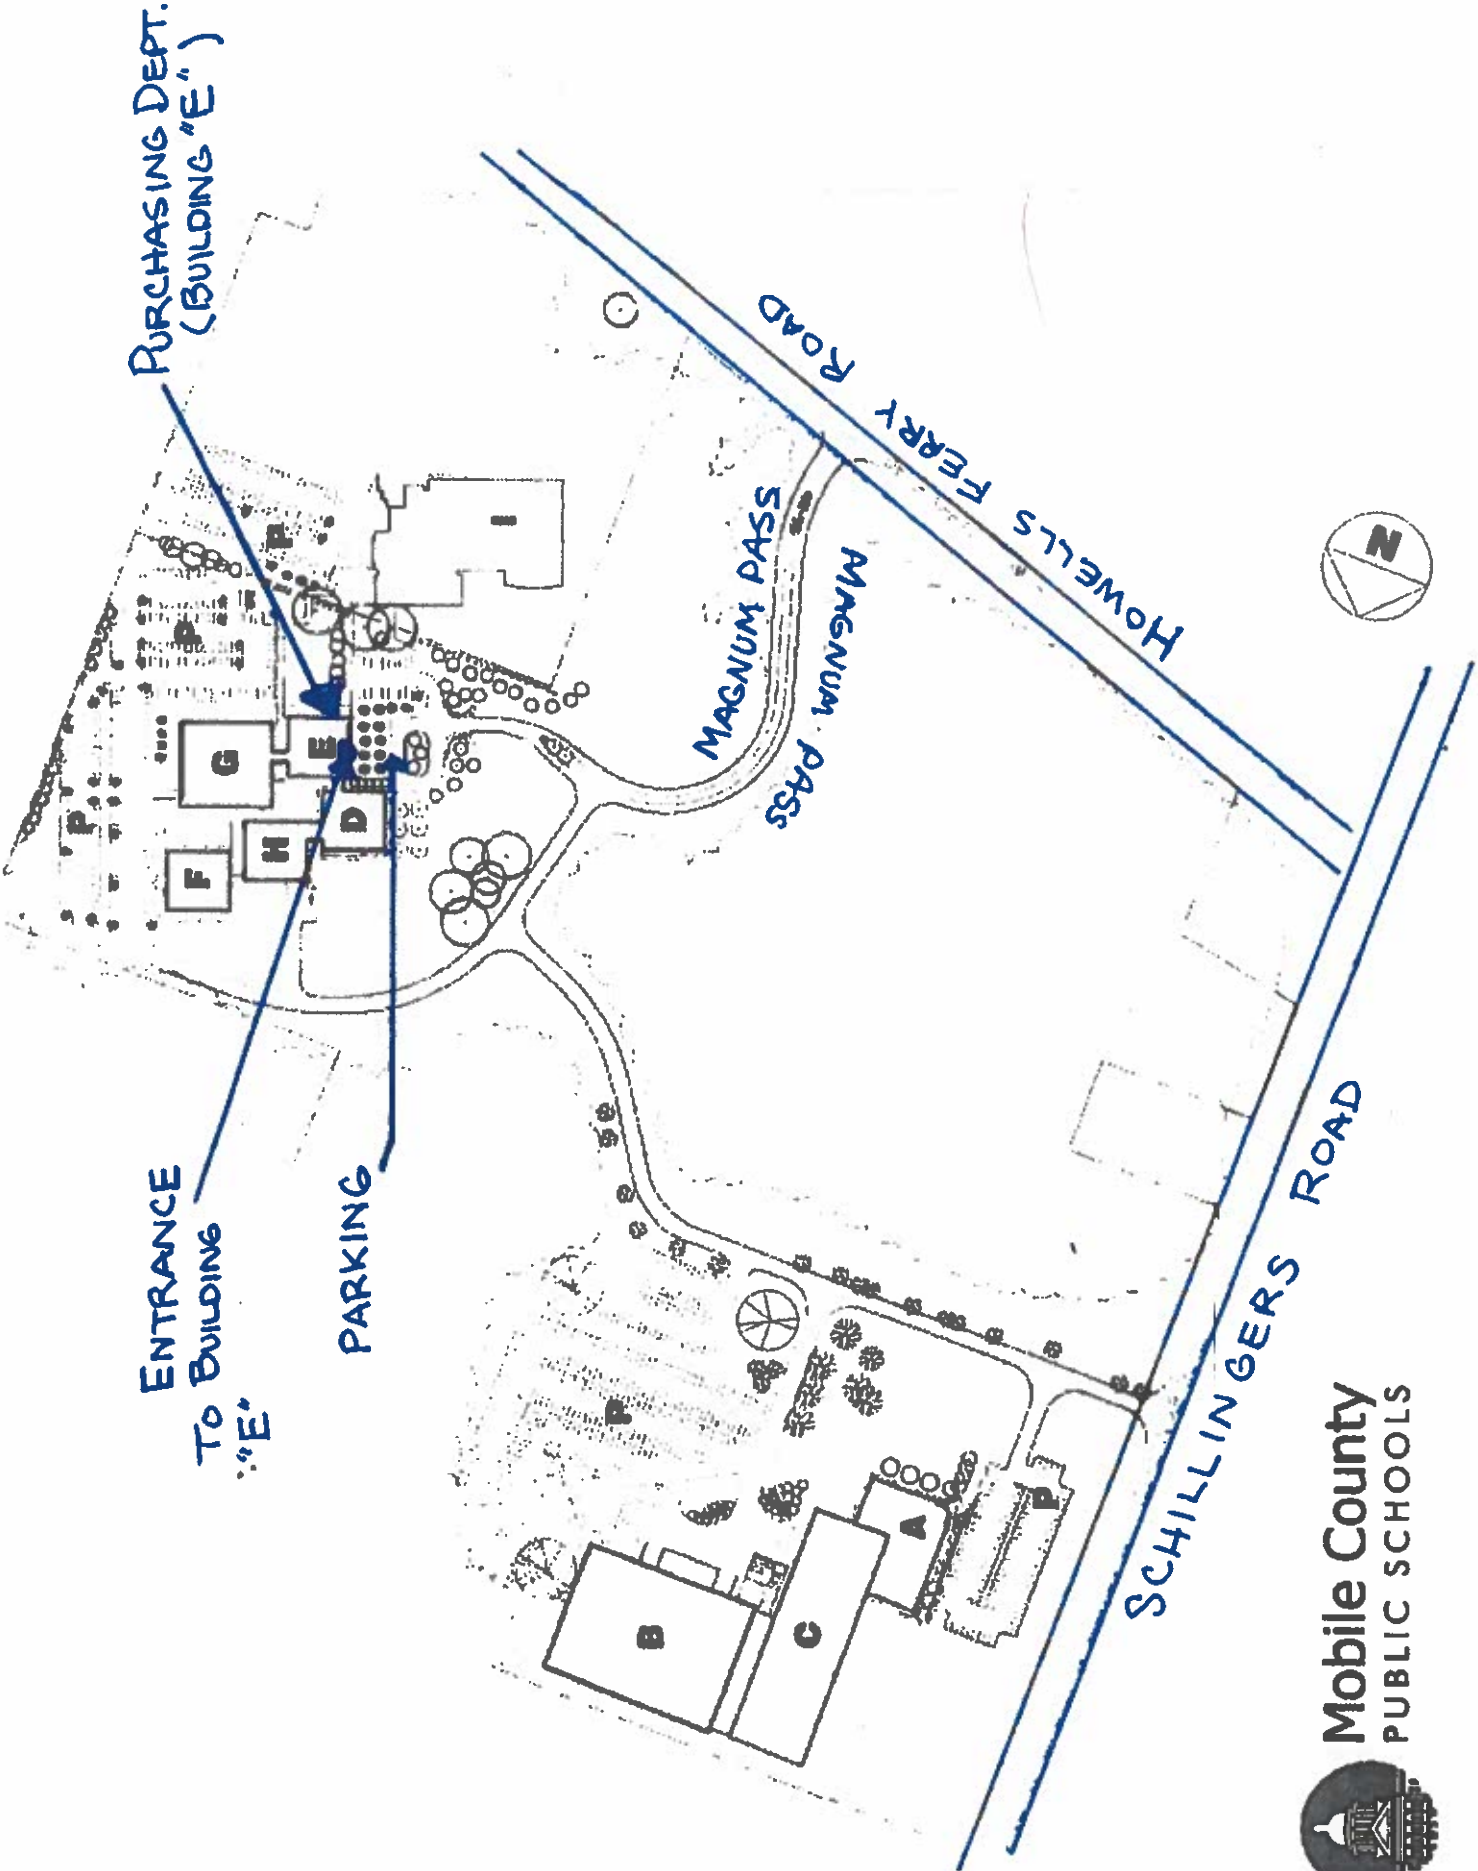 PURCHASING DEPT.
(BUILDING "E")
ENTRANCE
TO BUILDING
"E"
PARKING
P
P
P
G
E
F
H
D
I
MAGNUM PASS
MAGNUM PASS
HOWELLS FERRY ROAD
N
P
B
C
A
P
SCHILLINGERS ROAD
Mobile County
PUBLIC SCHOOLS